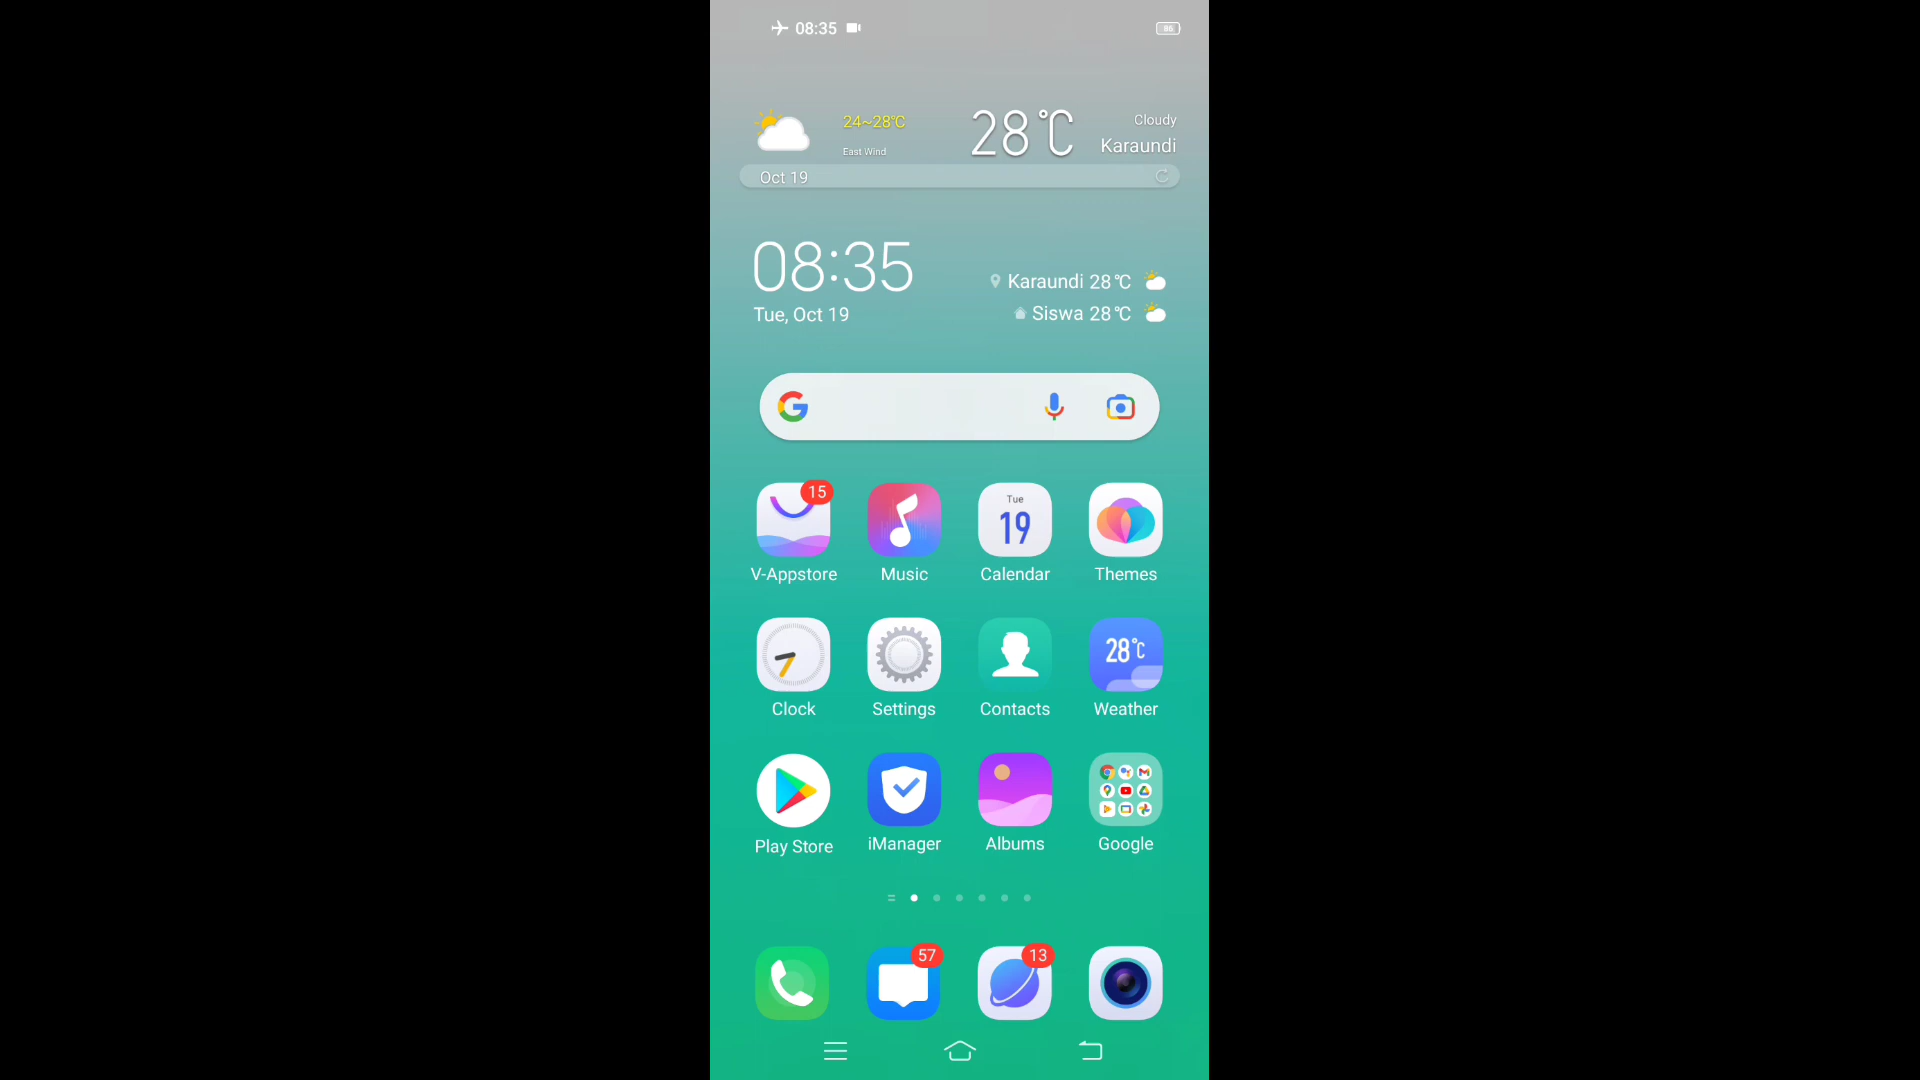 08:35
86
24~28℃
East Wind
28℃
Cloudy
Karaundi
Oct 19
08:35
Tue, Oct 19
Karaundi 28℃
Siswa 28℃
15
Tue
19
V-Appstore
Music
Calendar
Themes
28℃
Clock
Settings
Contacts
Weather
Play Store
iManager
Albums
Google
57
13